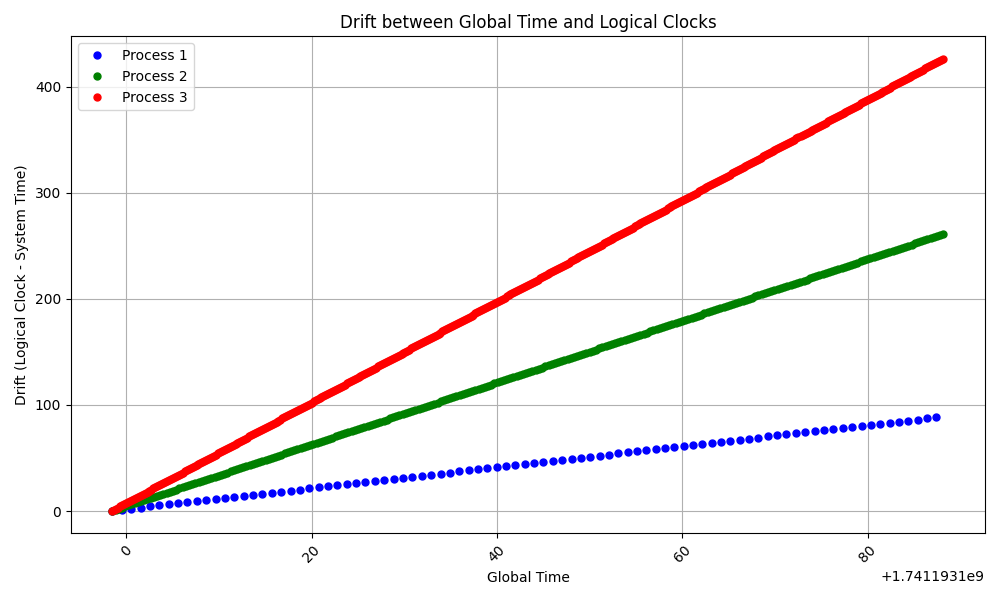 Drift between Global Time and Logical Clocks
Process 1
Process 2
Process 3
Drift (Logical Clock - System Time)
400
300
200
100
0
0 20 40 60 80
Global Time
+1.7411931e9